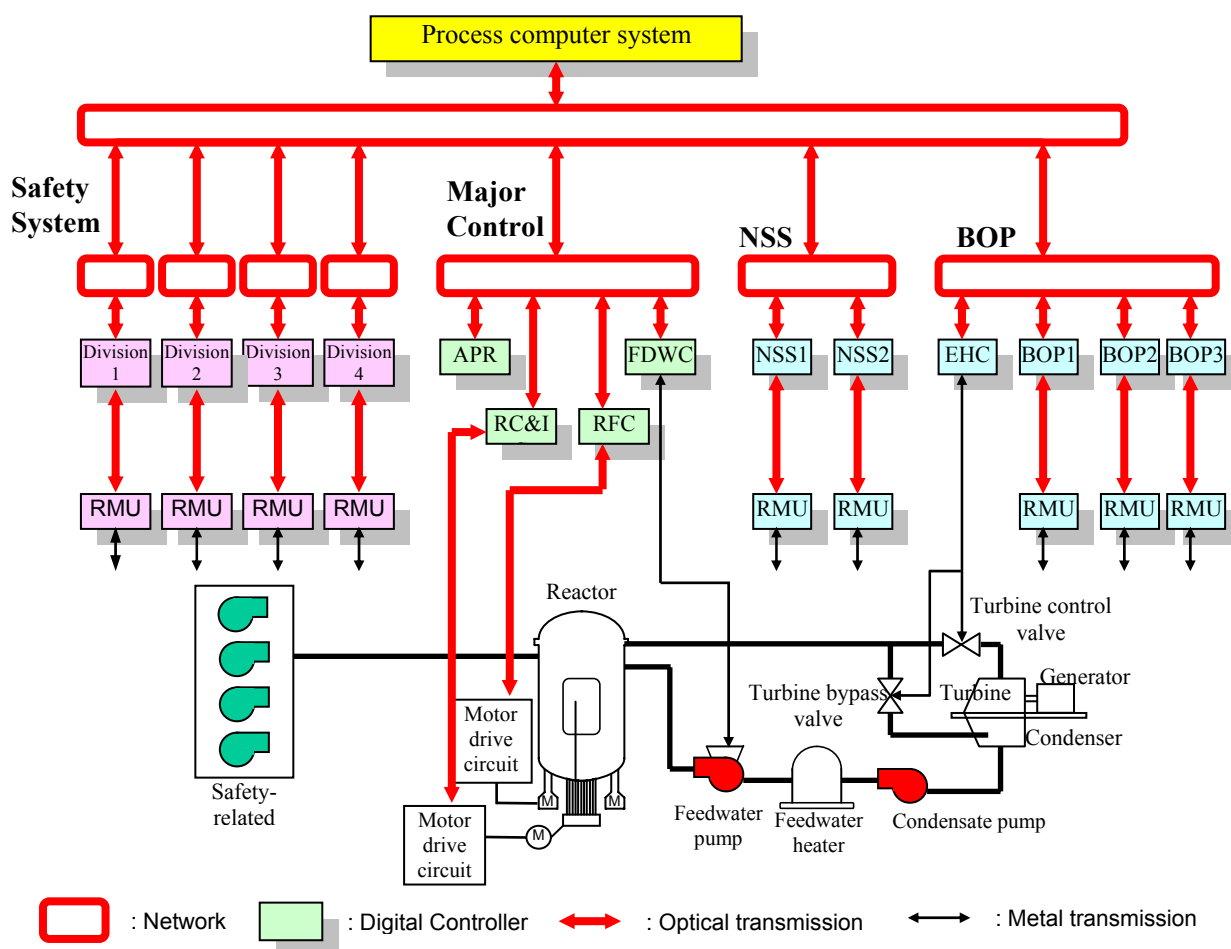 Process computer system
Safety
System
Major
Control
NSS
BOP
Division
1
Division
2
Division
3
Division
4
APR
FDWC
NSS1
NSS2
EHC
BOP1
BOP2
BOP3
RC&I
RFC
RMU
RMU
RMU
RMU
RMU
RMU
RMU
RMU
RMU
Reactor
Turbine control
valve
Turbine bypass
valve
Turbine
Generator
Condenser
Motor
drive
circuit
M
M
Safety-
related
Motor
drive
circuit
M
Feedwater
pump
Feedwater
heater
Condensate pump
: Network
: Digital Controller
: Optical transmission
: Metal transmission